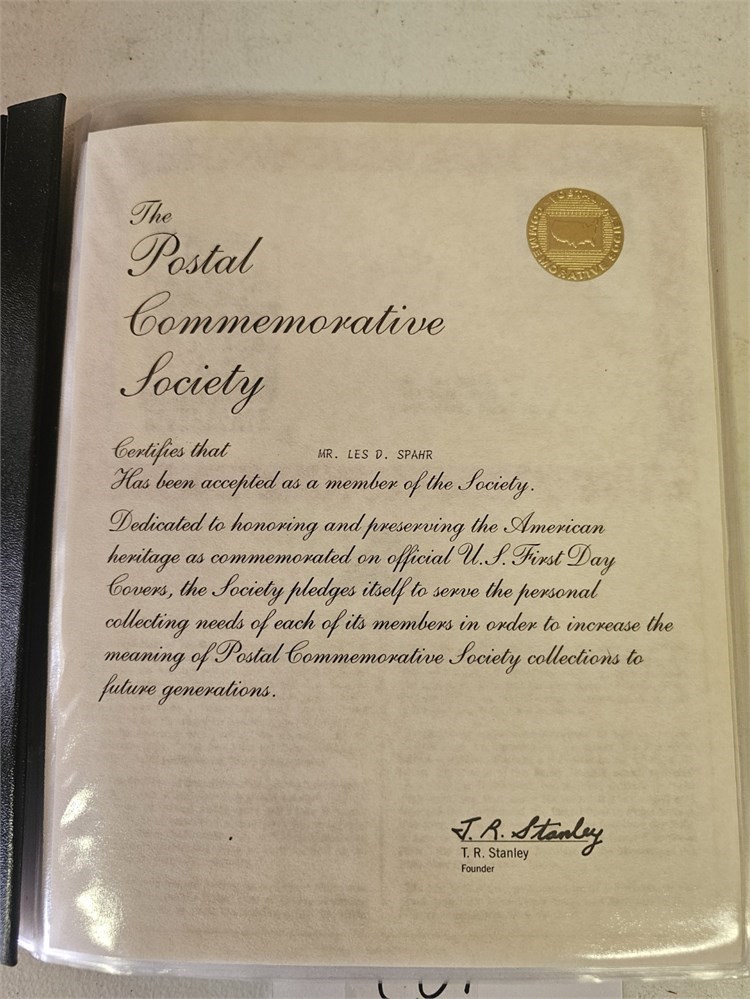 The
Postal
Commemorative
Society
Certifies that MR. LES D. SPAHR
Has been accepted as a member of the Society.
Dedicated to honoring and preserving the American
heritage as commemorated on official U.S. First Day
Covers, the Society pledges itself to serve the personal
collecting needs of each of its members in order to increase the
meaning of Postal Commemorative Society collections to
future generations.
T. R. Stanley
T. R. Stanley
Founder